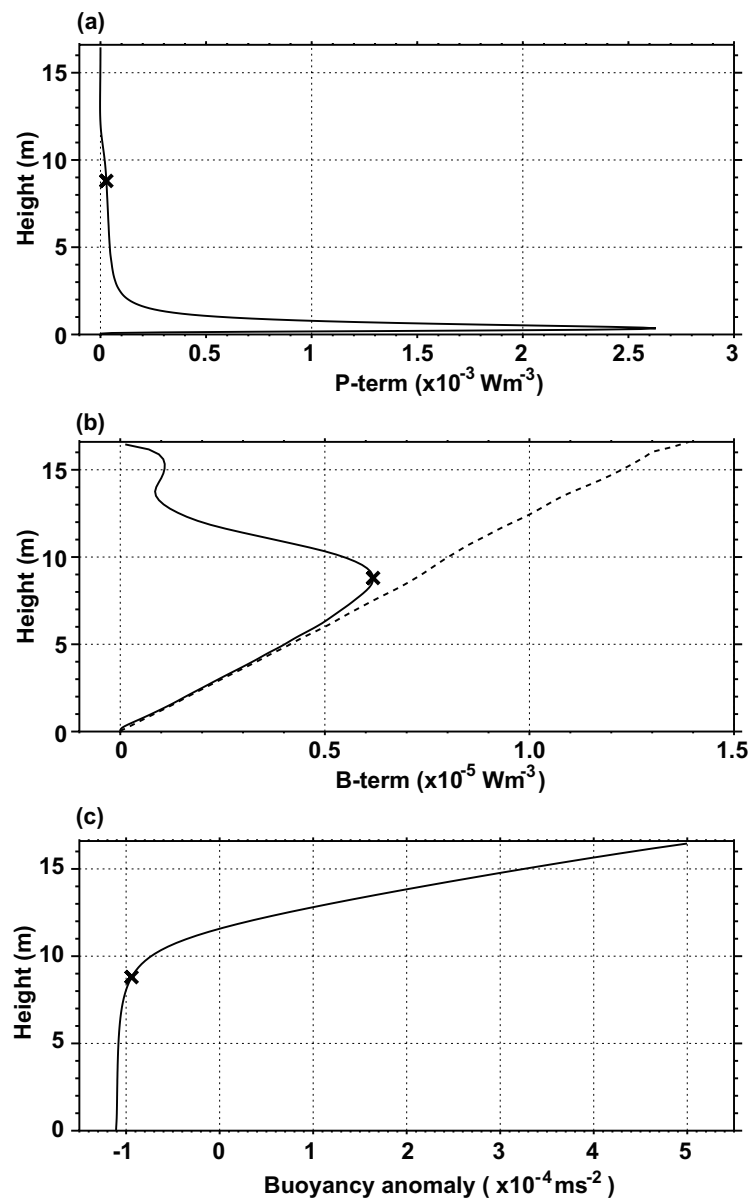 (a)
15
10
5
0
Height (m)
0 0.5 1 1.5 2 2.5 3
P-term (x10⁻³ Wm⁻³)
(b)
15
10
5
0
Height (m)
0 0.5 1.0 1.5
B-term (x10⁻⁵ Wm⁻³)
(c)
15
10
5
0
Height (m)
-1 0 1 2 3 4 5
Buoyancy anomaly ( x10⁻⁴ ms⁻²)